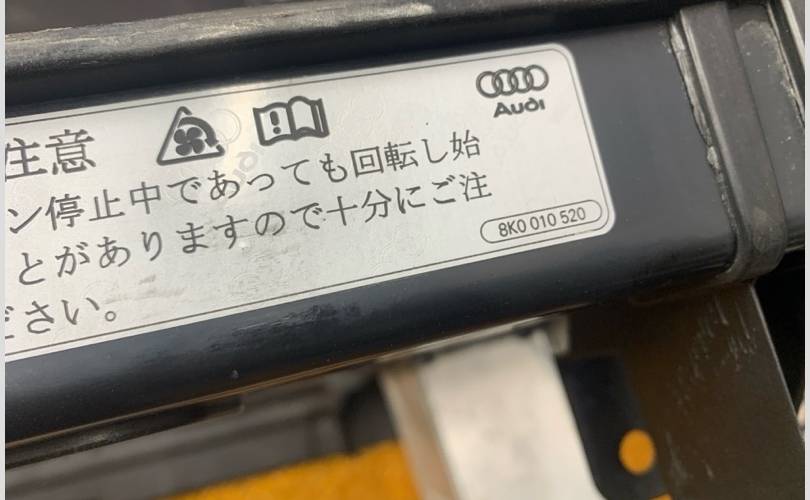 注意
Audi
ン停止中であっても回転し始
とがありますので十分にご注
ださい。
8K0 010 520